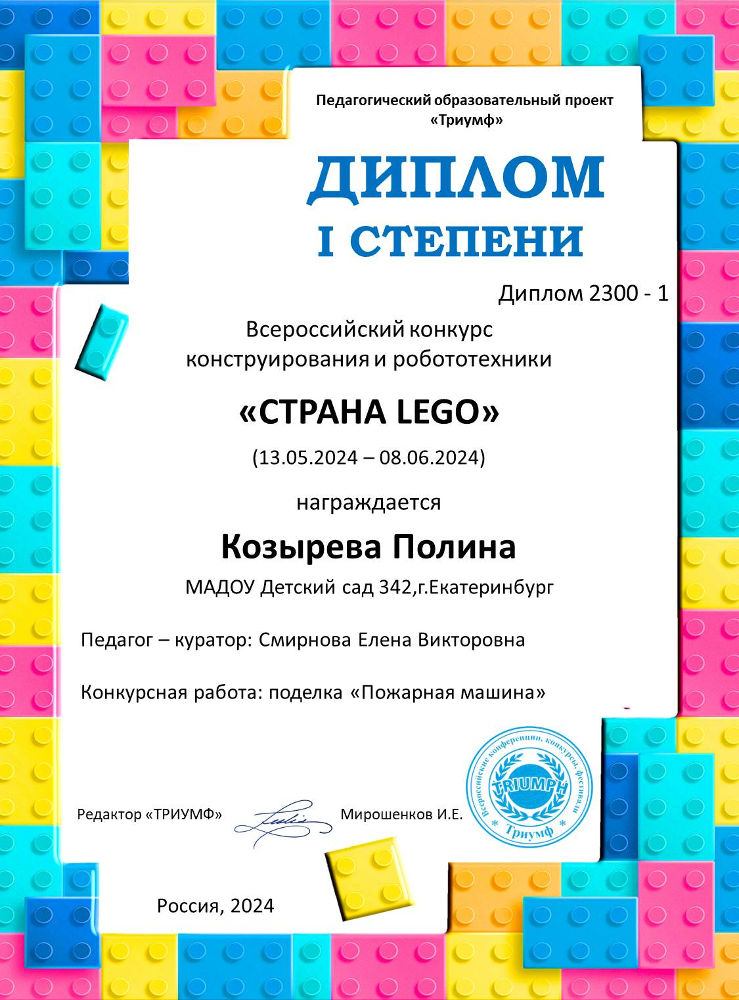 Педагогический образовательный проект
«Триумф»
ДИПЛОМ
I СТЕПЕНИ
Диплом 2300 - 1
Всероссийский конкурс
конструирования и робототехники
«СТРАНА LEGO»
(13.05.2024 – 08.06.2024)
награждается
Козырева Полина
МАДОУ Детский сад 342,г.Екатеринбург
Педагог – куратор: Смирнова Елена Викторовна
Конкурсная работа: поделка «Пожарная машина»
Всероссийские конференции, конкурсы, фестивали
TRIUMPH
* Триумф *
Редактор «ТРИУМФ» Мирошенков И.Е.
Россия, 2024